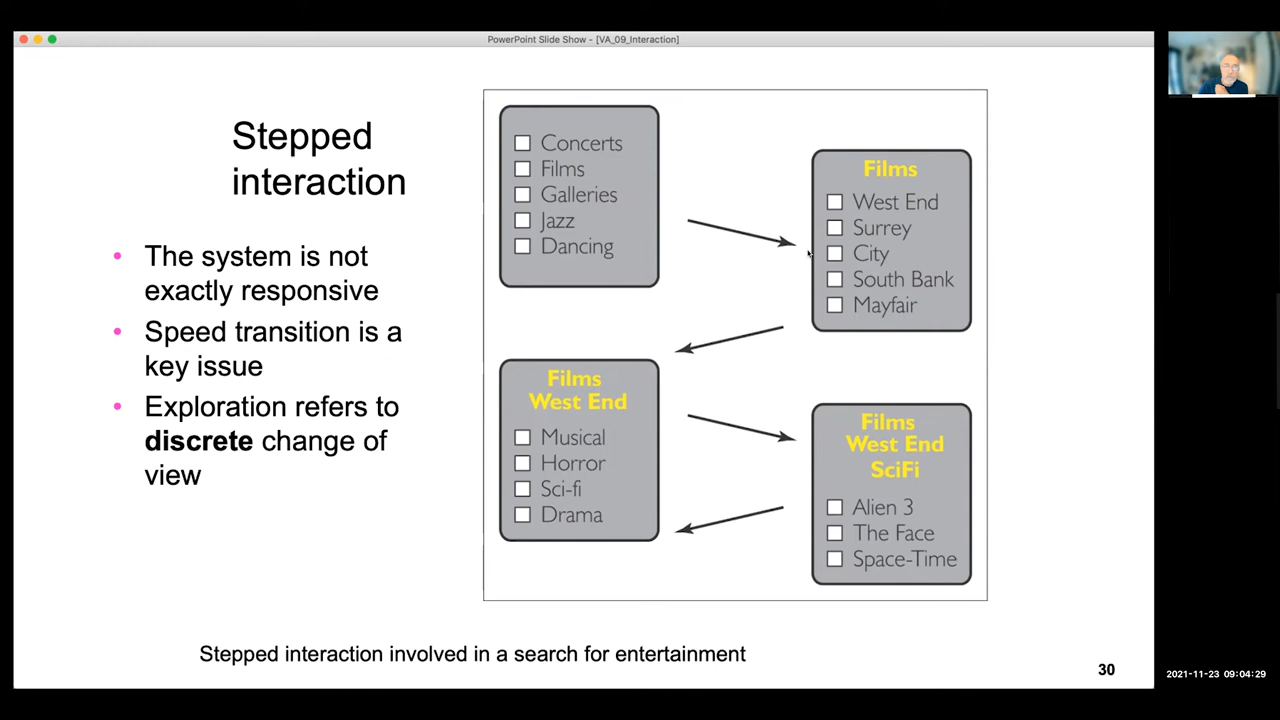 PowerPoint Slide Show - [VA_09_Interaction]
Stepped
interaction
• The system is not
exactly responsive
• Speed transition is a
key issue
• Exploration refers to
discrete change of
view
Concerts
Films
Galleries
Jazz
Dancing
Films
West End
Surrey
City
South Bank
Mayfair
Films
West End
Musical
Horror
Sci-fi
Drama
Films
West End
SciFi
Alien 3
The Face
Space-Time
Stepped interaction involved in a search for entertainment
30
2021-11-23 09:04:29